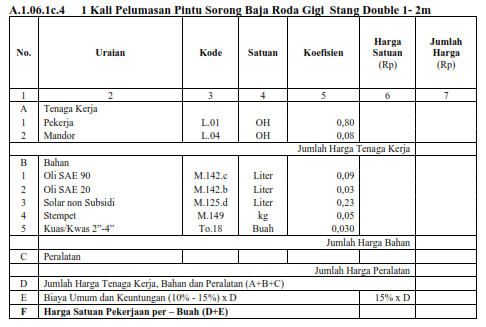 A.1.06.1c.4 1 Kali Pelumasan Pintu Sorong Baja Roda Gigi Stang Double 1- 2m
No. Uraian Kode Satuan Koefisien Harga Satuan (Rp) Jumlah Harga (Rp)
1 2 3 4 5 6 7
A Tenaga Kerja
1 Pekerja L.01 OH 0,80
2 Mandor L.04 OH 0,08
Jumlah Harga Tenaga Kerja
B Bahan
1 Oli SAE 90 M.142.c Liter 0,09
2 Oli SAE 20 M.142.b Liter 0,03
3 Solar non Subsidi M.125.d Liter 0,23
4 Stempet M.149 kg 0,05
5 Kuas/Kwas 2"-4" To.18 Buah 0,030
Jumlah Harga Bahan
C Peralatan
Jumlah Harga Peralatan
D Jumlah Harga Tenaga Kerja, Bahan dan Peralatan (A+B+C)
E Biaya Umum dan Keuntungan (10% - 15%) x D 15% x D
F Harga Satuan Pekerjaan per – Buah (D+E)